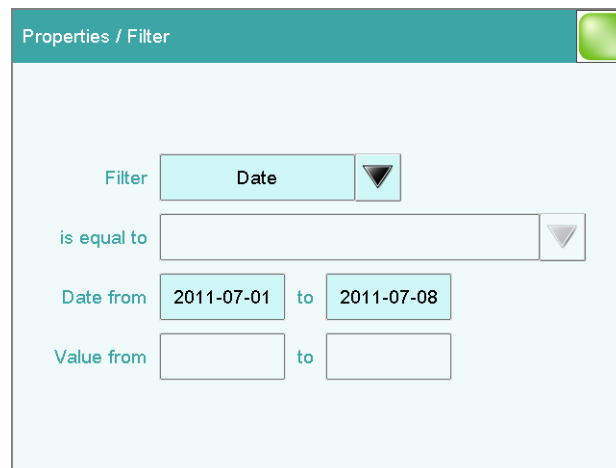 Properties / Filter
Filter Date
is equal to
Date from 2011-07-01 to 2011-07-08
Value from to